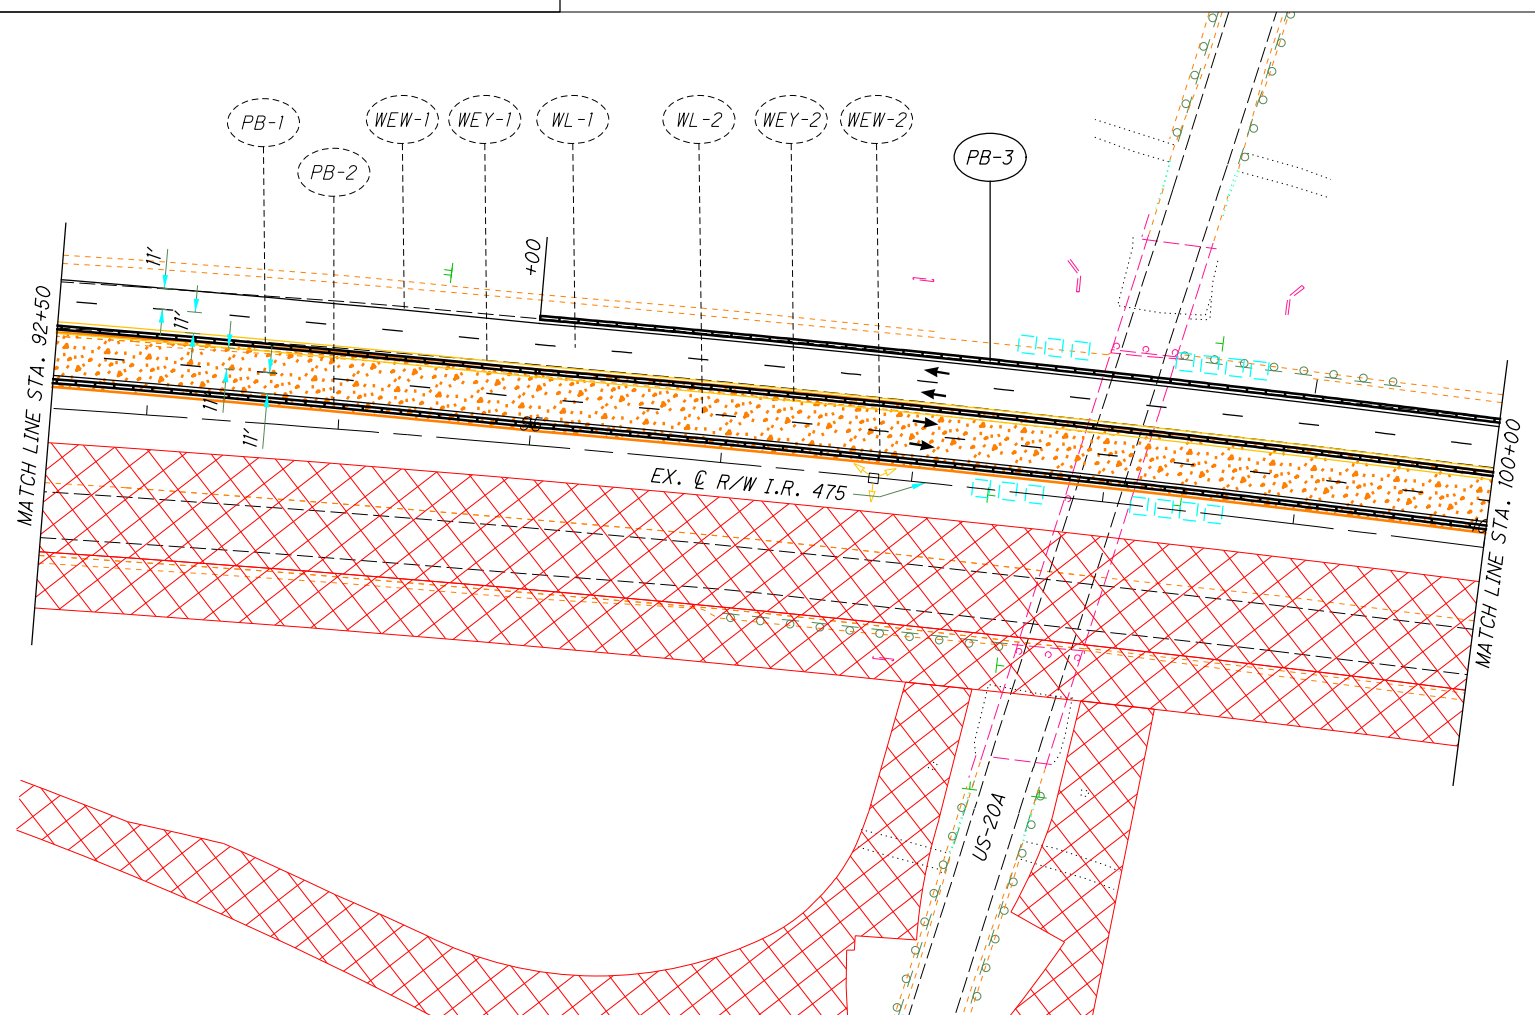 PB-1
WEW-1
WEY-1
WL-1
WL-2
WEY-2
WEW-2
PB-3
PB-2
+00
11'
11'
11'
11'
MATCH LINE STA. 92+50
MATCH LINE STA. 100+00
EX. ℄ R/W I.R. 475
US-20A